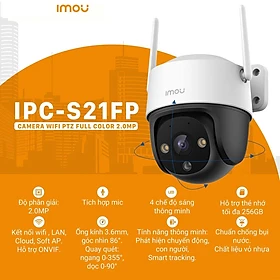 imou
imou
IPC-S21FP
CAMERA WIFI PTZ FULL COLOR 2.0MP
Độ phân giải:
2.0MP
Kết nối wifi, LAN,
Cloud, Soft AP.
Hỗ trợ ONVIF.
Tích hợp mic
Ống kính 3.6mm,
góc nhìn 86°.
Quay quét:
ngang 0-355°,
dọc 0-90°
LED
4 chế độ sáng
thông minh
Tính năng thông minh:
Phát hiện chuyển động,
con người.
Smart tracking.
Hỗ trợ thẻ nhớ
tối đa 256GB
Chuẩn chống bụi
nước.
Chất liệu vỏ nhựa